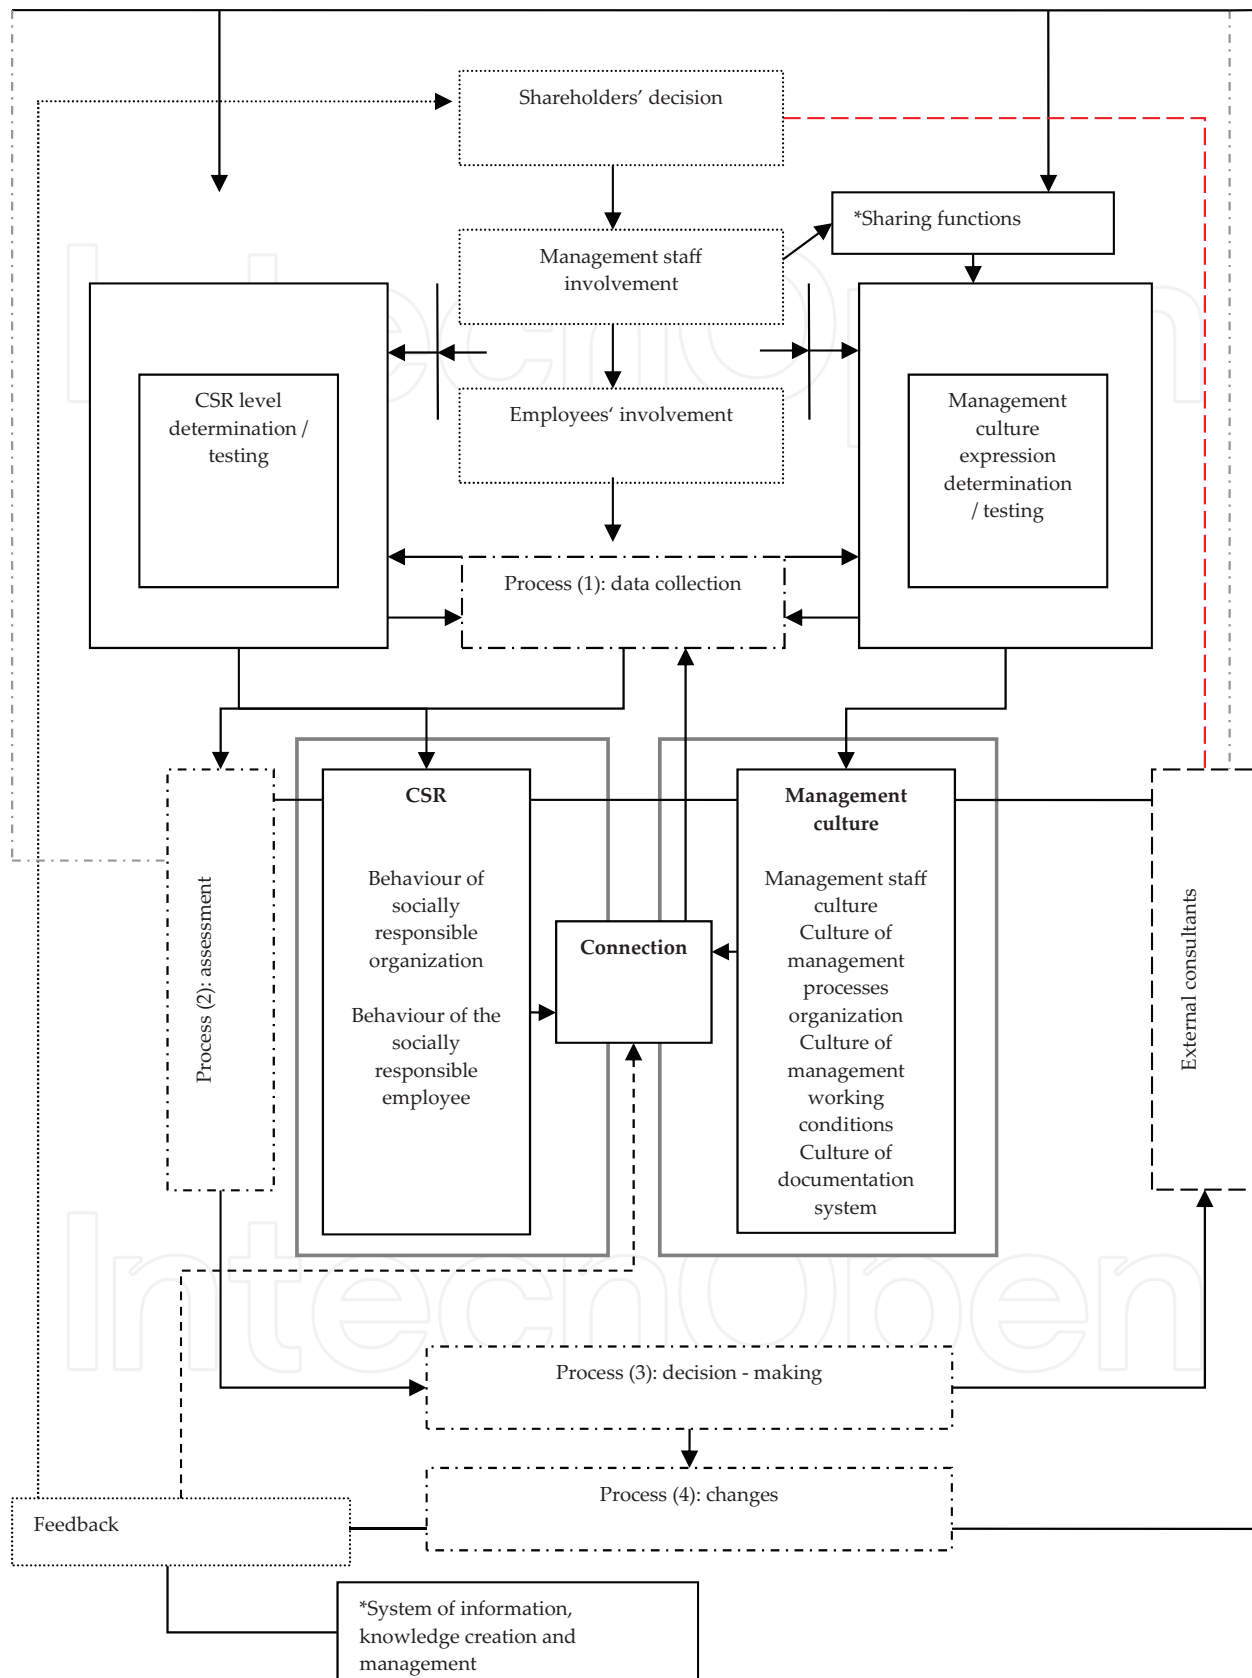 Shareholders’ decision
*Sharing functions
Management staff
involvement
CSR level
determination /
testing
Employees‘ involvement
Management
culture
expression
determination
/ testing
Process (1): data collection
CSR
Behaviour of
socially
responsible
organization
Behaviour of the
socially
responsible
employee
Connection
Management
culture
Management staff
culture
Culture of
management
processes
organization
Culture of
management
working
conditions
Culture of
documentation
system
Process (2): assessment
External consultants
Process (3): decision - making
Process (4): changes
Feedback
*System of information,
knowledge creation and
management
IntechOpen
IntechOpen